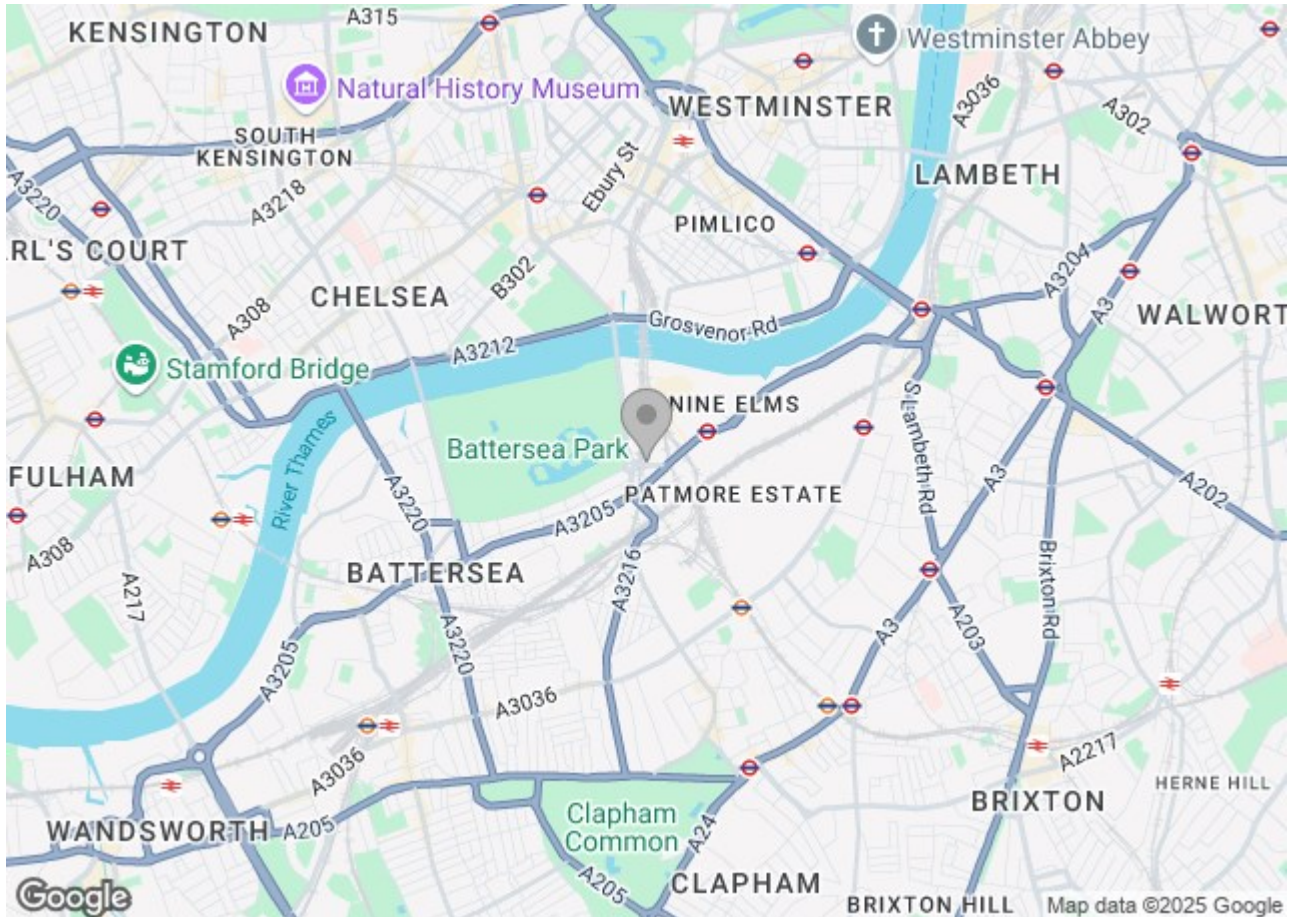 KENSINGTON
A315
Westminster Abbey
Natural History Museum
WESTMINSTER
A3036
A302
SOUTH
KENSINGTON
Ebury St
LAMBETH
A3220
A3218
PIMLICO
RL'S COURT
B302
A3204
CHELSEA
A308
A3
Grosvenor Rd
WALWORT
A3212
Stamford Bridge
NINE ELMS
River Thames
Battersea Park
S Lambeth Rd
FULHAM
A3220
PATMORE ESTATE
A3
A202
A3205
A308
BATTERSEA
A3216
Brixton Rd
A217
A3220
A3
A203
A3205
A3036
A2217
A3036
HERNE HILL
BRIXTON
Clapham
Common
WANDSWORTH
A205
A24
A205
CLAPHAM
Google
BRIXTON HILL
Map data ©2025 Google